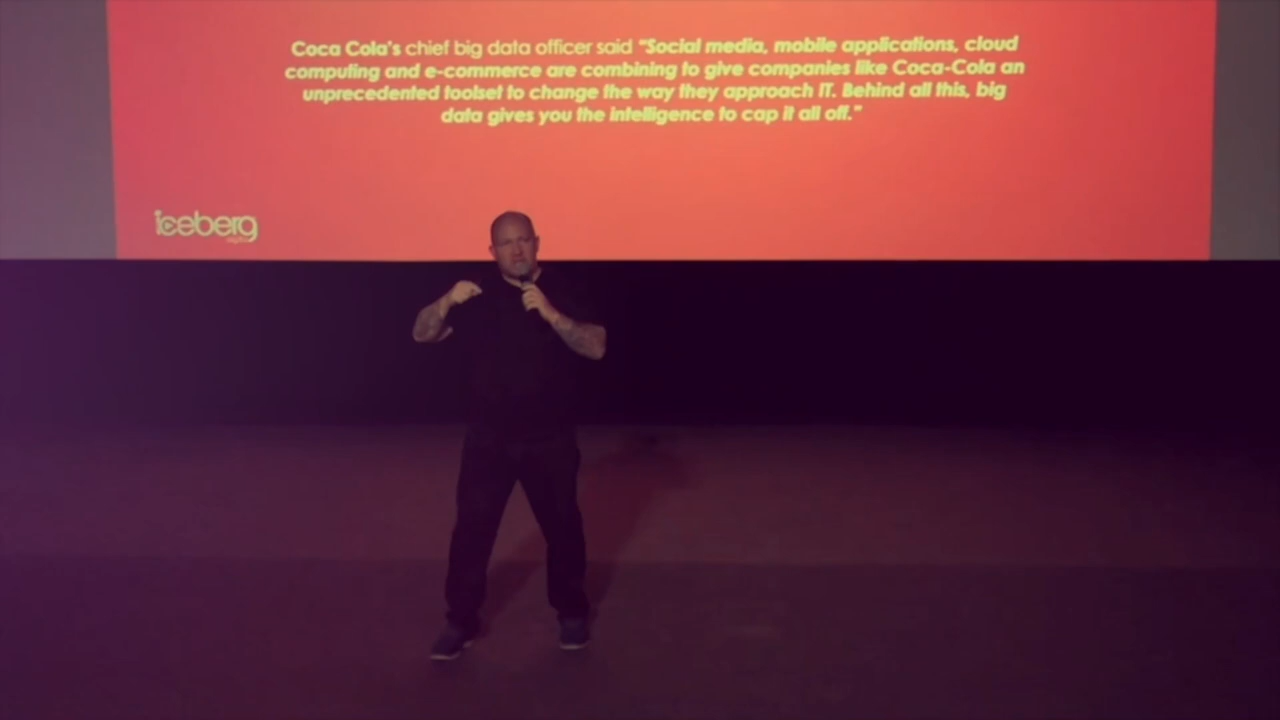 Coca Cola's chief big data officer said "Social media, mobile applications, cloud
computing and e-commerce are combining to give companies like Coca-Cola an
unprecedented toolset to change the way they approach IT. Behind all this, big
data gives you the intelligence to cap it all off."
iceberg